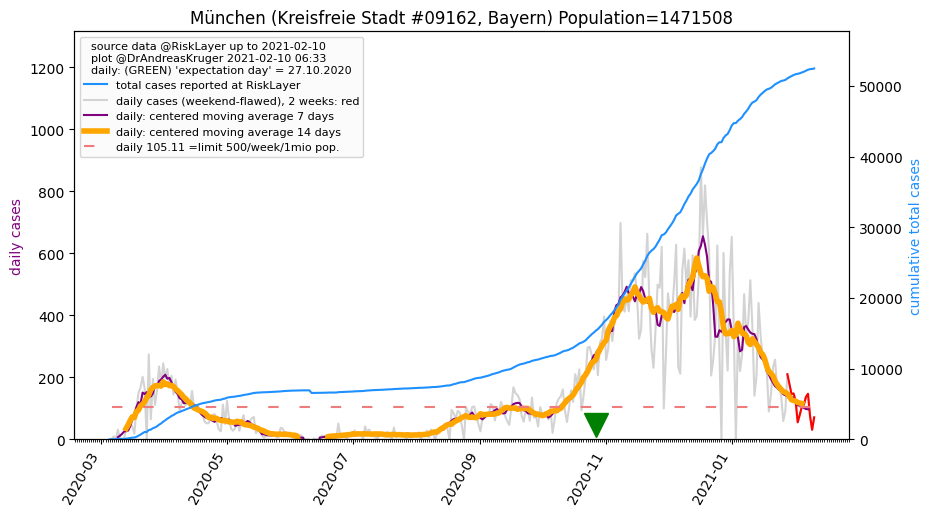 München (Kreisfreie Stadt #09162, Bayern) Population=1471508
source data @RiskLayer up to 2021-02-10
plot @DrAndreasKruger 2021-02-10 06:33
daily: (GREEN) 'expectation day' = 27.10.2020
total cases reported at RiskLayer
daily cases (weekend-flawed), 2 weeks: red
daily: centered moving average 7 days
daily: centered moving average 14 days
daily 105.11 =limit 500/week/1mio pop.
daily cases
1200
1000
800
600
400
200
0
cumulative total cases
50000
40000
30000
20000
10000
0
2020-03
2020-05
2020-07
2020-09
2020-11
2021-01